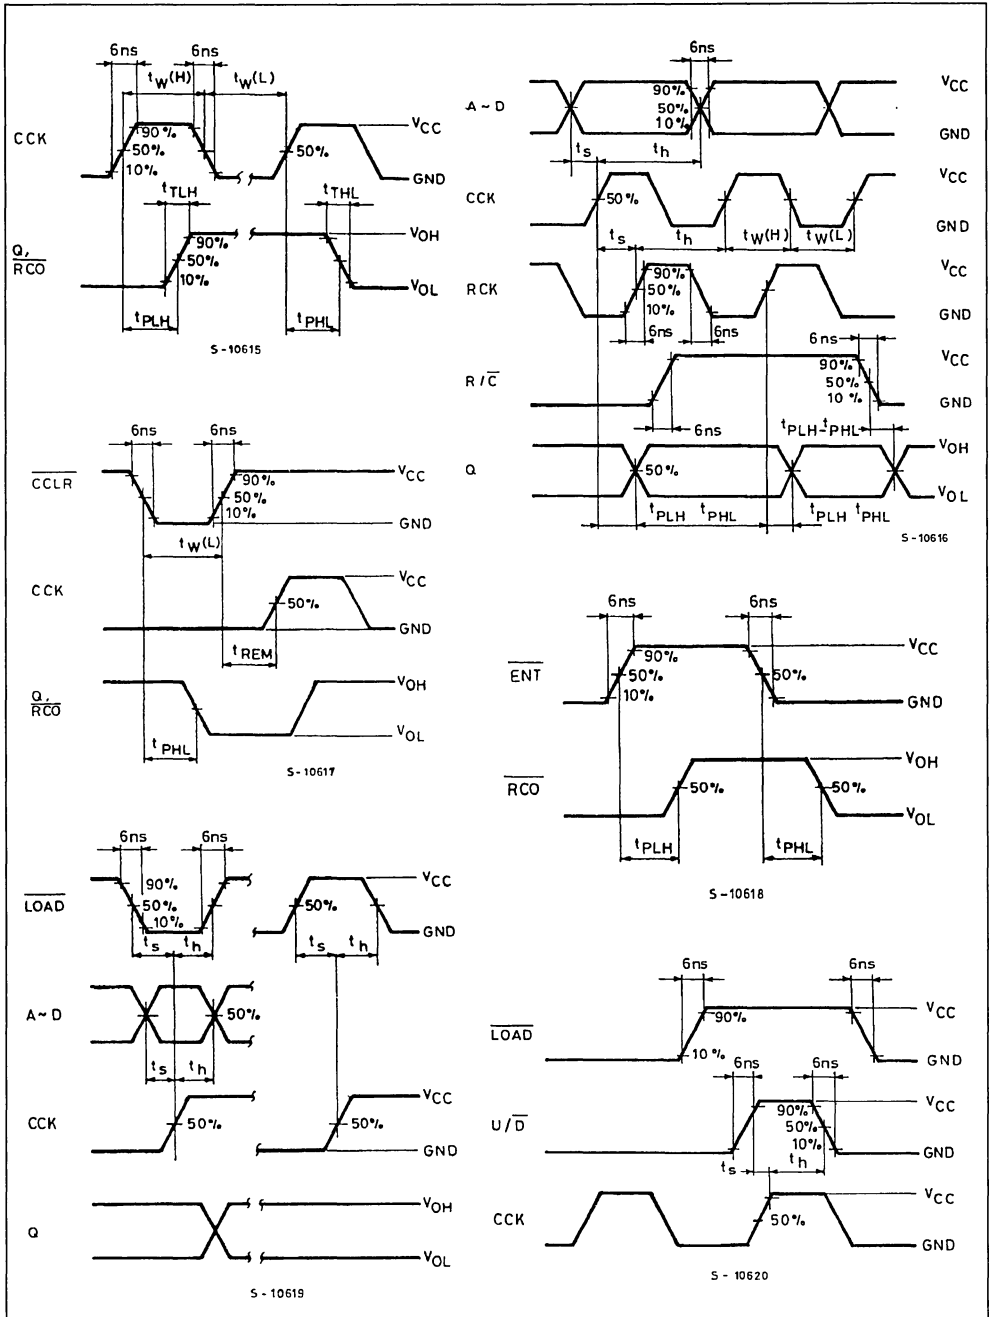 6ns
6ns
tW(H)
tW(L)
CCK
90%
50%
10%
50%
VCC
GND
tTLH
tTHL
Q,
RCO
90%
50%
10%
VOH
VOL
tPLH
tPHL
S-10615
6ns
A~D
90%
50%
10%
VCC
GND
ts
th
CCK
50%
VCC
GND
ts
th
tW(H)
tW(L)
RCK
90%
50%
10%
VCC
GND
6ns
6ns
6ns
R/C
90%
50%
10%
VCC
GND
6ns
tPLH-tPHL
Q
50%
VOH
VOL
tPLH tPHL
tPLH tPHL
S-10616
6ns
6ns
CCLR
90%
50%
10%
VCC
GND
tW(L)
CCK
50%
VCC
GND
tREM
Q,
RCO
VOH
VOL
tPHL
S-10617
6ns
6ns
ENT
90%
50%
10%
50%
VCC
GND
RCO
50%
50%
VOH
VOL
tPLH
tPHL
S-10618
6ns
6ns
LOAD
90%
50%
10%
50%
VCC
GND
ts
th
ts
th
A~D
50%
ts
th
CCK
50%
50%
VCC
GND
Q
VOH
VOL
S-10619
6ns
6ns
LOAD
90%
10%
VCC
GND
6ns
6ns
U/D
90%
50%
10%
VCC
GND
ts
th
CCK
50%
VCC
GND
S-10620